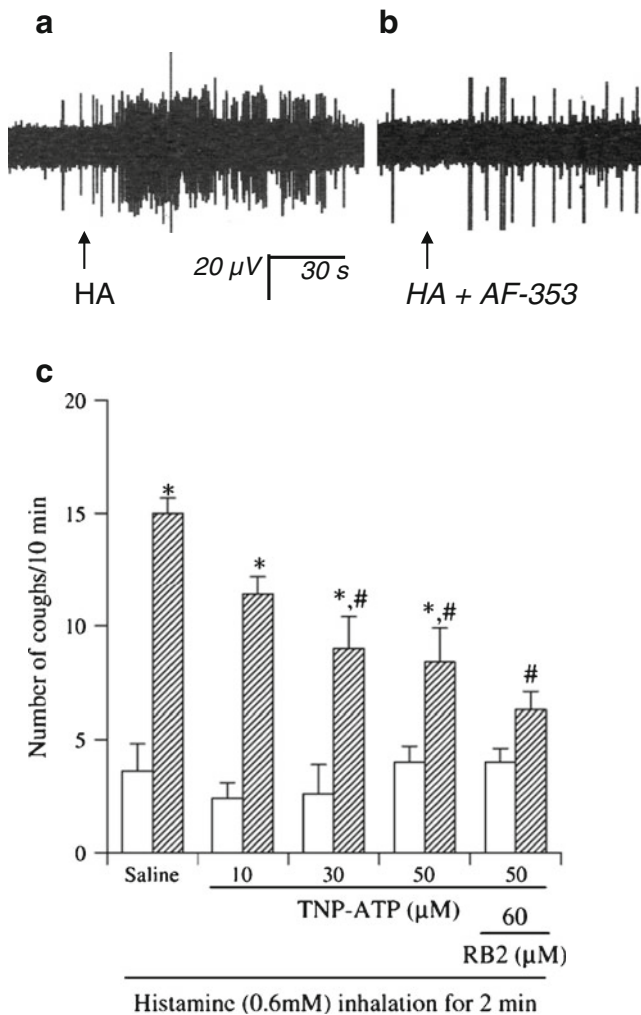 a
b
20 µV
30 s
HA
HA + AF-353
c
20
15
10
5
0
Number of coughs/10 min
*
*
*,#
*,#
#
Saline
10
30
50
50
TNP-ATP (µM)
60
RB2 (µM)
Histamine (0.6mM) inhalation for 2 min